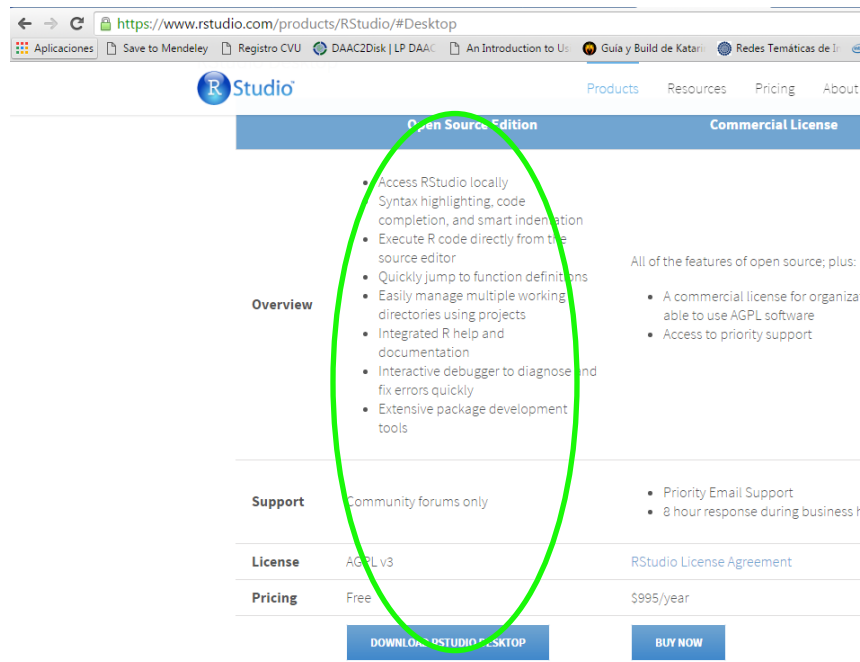 https://www.rstudio.com/products/RStudio/#Desktop
Aplicaciones Save to Mendeley Registro CVU DAAC2Disk | LP DAAC An Introduction to Us Guía y Build de Katari Redes Temáticas de
R Studio Products Resources Pricing About
Open Source Edition Commercial License
Overview
Access RStudio locally
Syntax highlighting, code
completion, and smart indentation
Execute R code directly from the
source editor
Quickly jump to function definitions
Easily manage multiple working
directories using projects
Integrated R help and
documentation
Interactive debugger to diagnose and
fix errors quickly
Extensive package development
tools
All of the features of open source; plus:
A commercial license for organizat
able to use AGPL software
Access to priority support
Support
Community forums only
Priority Email Support
8 hour response during business h
License AGPL v3 RStudio License Agreement
Pricing Free $995/year
DOWNLOAD RSTUDIO DESKTOP BUY NOW